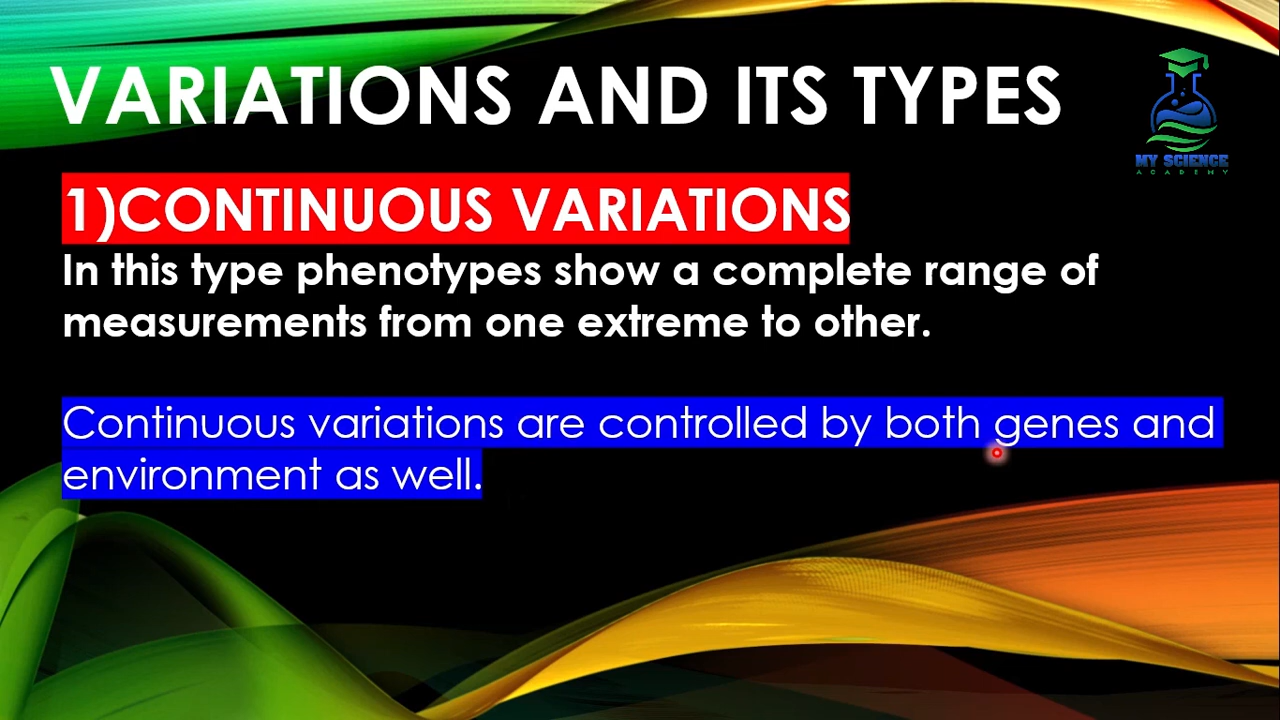 VARIATIONS AND ITS TYPES
MY SCIENCE
ACADEMY
1)CONTINUOUS VARIATIONS
In this type phenotypes show a complete range of
measurements from one extreme to other.
Continuous variations are controlled by both genes and
environment as well.